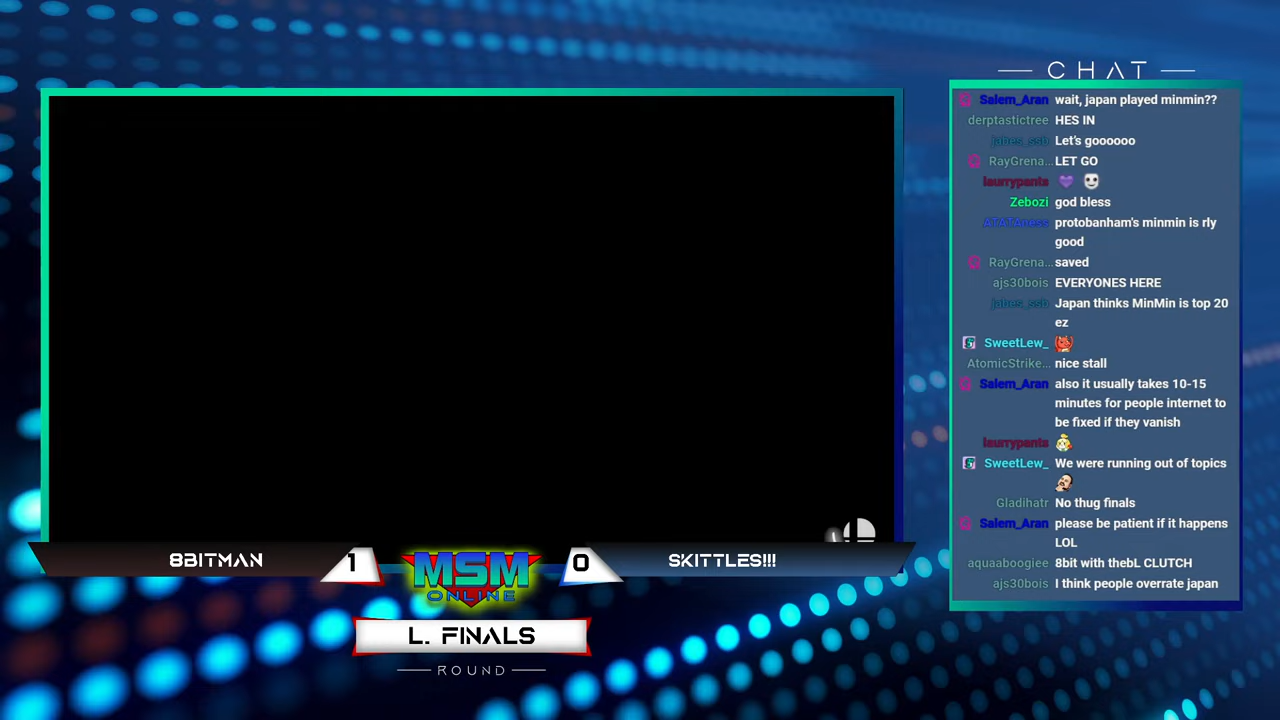 CHAT
Salem_Aran wait, japan played minmin??
derptastictree HES IN
jabes_ssb Let's goooooo
RayGrena... LET GO
laurrypants
Zebozi god bless
ATATAness protobanham's minmin is rly
good
RayGrena... saved
ajs30bois EVERYONES HERE
jabes_ssb Japan thinks MinMin is top 20
ez
SweetLew_
AtomicStrike... nice stall
Salem_Aran also it usually takes 10-15
minutes for people internet to
be fixed if they vanish
laurrypants
SweetLew_ We were running out of topics
Gladihatr No thug finals
Salem_Aran please be patient if it happens
LOL
aquaaboogiee 8bit with thebL CLUTCH
ajs30bois I think people overrate japan
8BITMAN 1
MSM
ONLINE
0 SKITTLES!!!
L. FINALS
ROUND